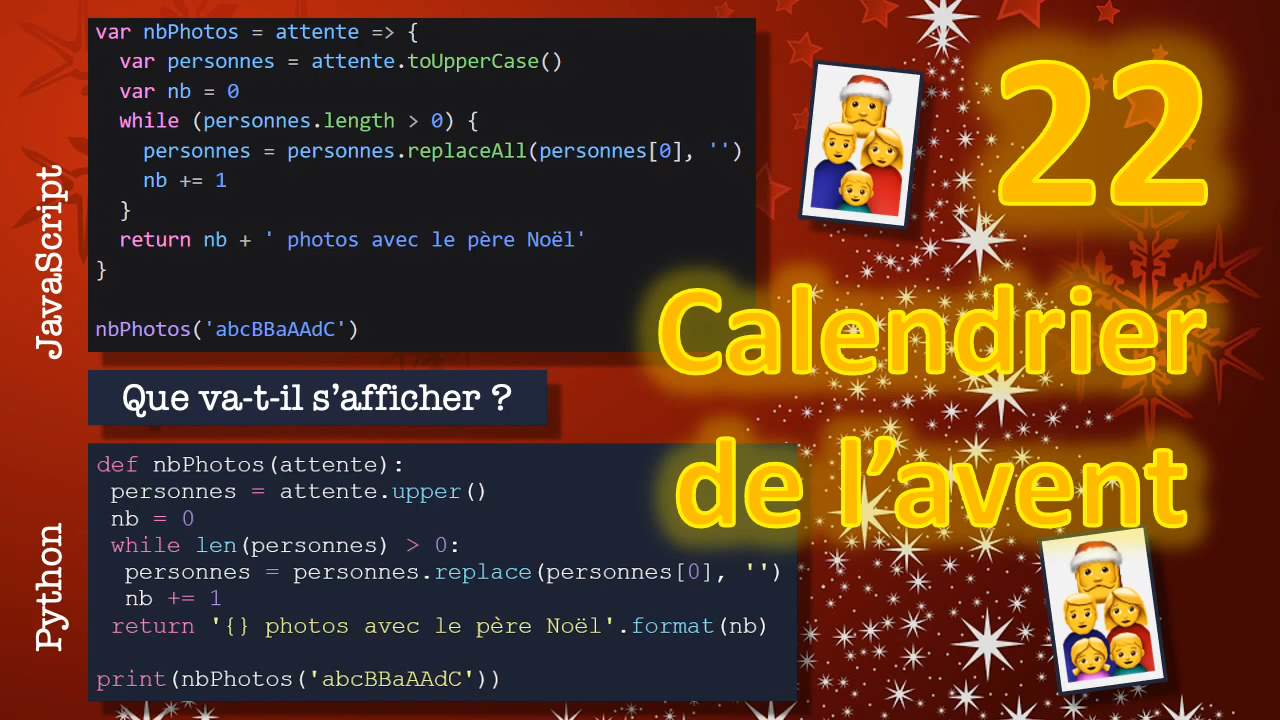 JavaScript
var nbPhotos = attente => {
  var personnes = attente.toUpperCase()
  var nb = 0
  while (personnes.length > 0) {
    personnes = personnes.replaceAll(personnes[0], '')
    nb += 1
  }
  return nb + ' photos avec le père Noël'
}
nbPhotos('abcBBaAAdC')
Que va-t-il s’afficher ?
Python
def nbPhotos(attente):
 personnes = attente.upper()
 nb = 0
 while len(personnes) > 0:
  personnes = personnes.replace(personnes[0], '')
  nb += 1
 return '{} photos avec le père Noël'.format(nb)
print(nbPhotos('abcBBaAAdC'))
22
Calendrier
de l’avent